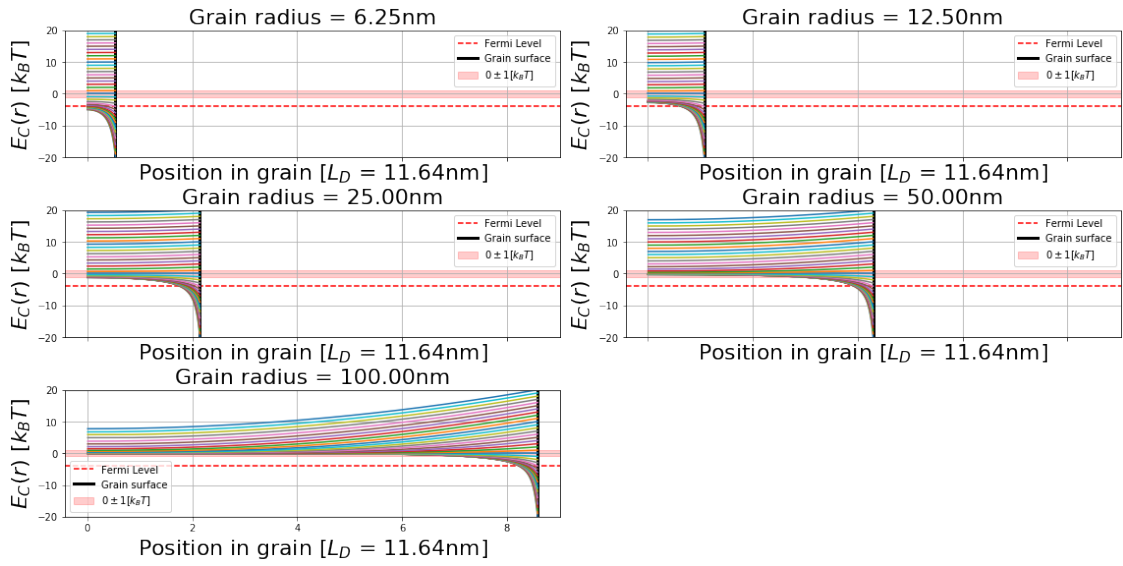 Grain radius = 6.25nm
20
10
0
−10
−20
E_C(r) [k_BT]
Fermi Level
Grain surface
0 ± 1[k_BT]
Position in grain [L_D = 11.64nm]
Grain radius = 12.50nm
20
10
0
−10
−20
E_C(r) [k_BT]
Fermi Level
Grain surface
0 ± 1[k_BT]
Position in grain [L_D = 11.64nm]
Grain radius = 25.00nm
20
10
0
−10
−20
E_C(r) [k_BT]
Fermi Level
Grain surface
0 ± 1[k_BT]
Position in grain [L_D = 11.64nm]
Grain radius = 50.00nm
20
10
0
−10
−20
E_C(r) [k_BT]
Fermi Level
Grain surface
0 ± 1[k_BT]
Position in grain [L_D = 11.64nm]
Grain radius = 100.00nm
20
10
0
−10
−20
E_C(r) [k_BT]
Fermi Level
Grain surface
0 ± 1[k_BT]
0 2 4 6 8
Position in grain [L_D = 11.64nm]